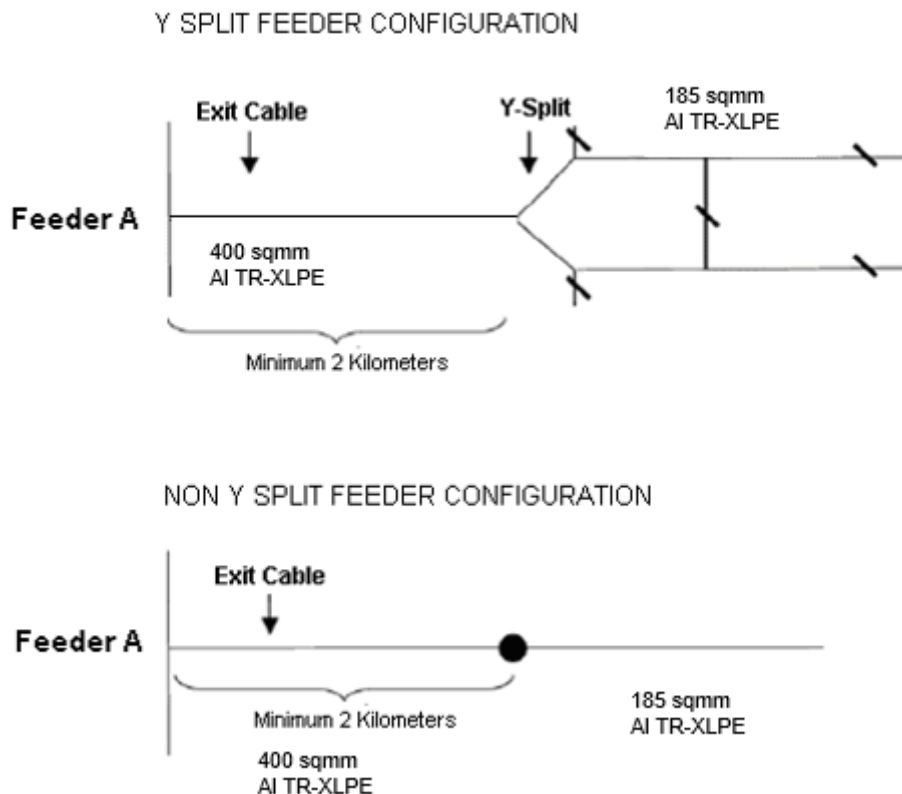 Y SPLIT FEEDER CONFIGURATION
Exit Cable
Y-Split
185 sqmm
Al TR-XLPE
Feeder A
400 sqmm
Al TR-XLPE
Minimum 2 Kilometers
NON Y SPLIT FEEDER CONFIGURATION
Exit Cable
Feeder A
Minimum 2 Kilometers
185 sqmm
Al TR-XLPE
400 sqmm
Al TR-XLPE